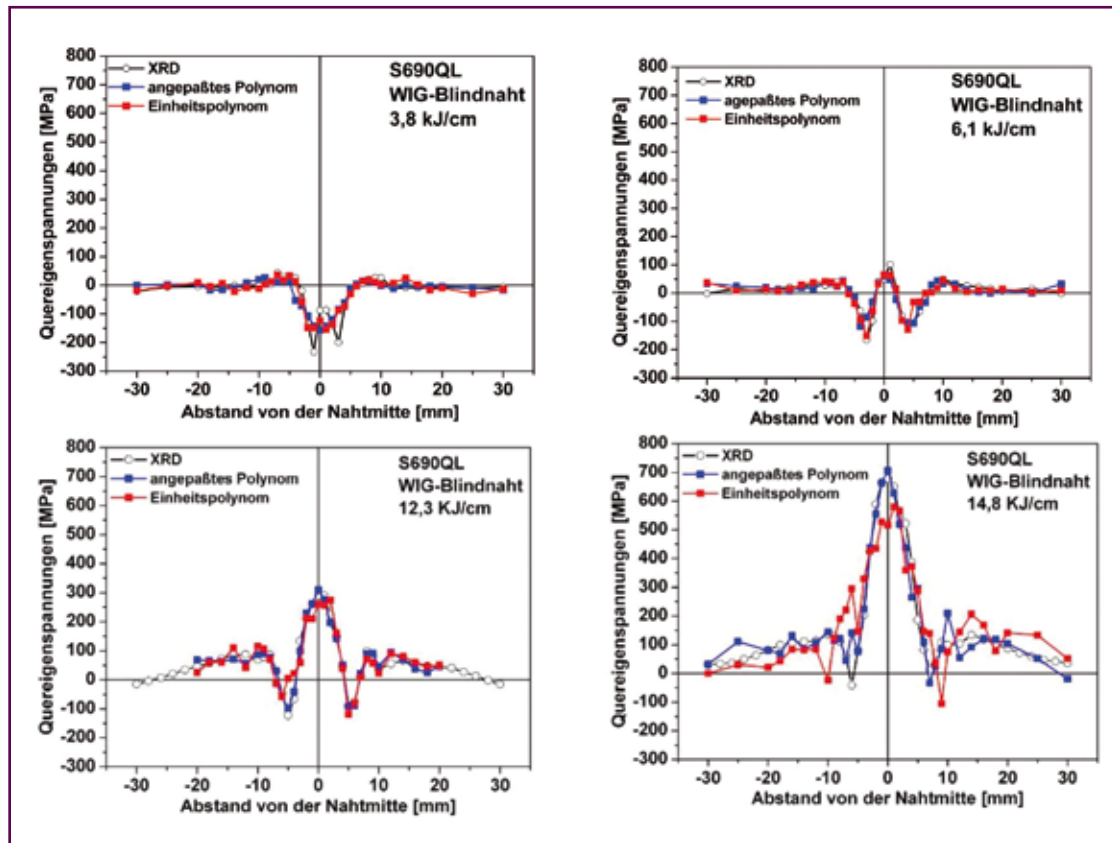 800
700
600
500
400
300
200
100
0
-100
-200
-300
Quereigenspannungen [MPa]
XRD
angepaßtes Polynom
Einheitspolynom
S690QL
WIG-Blindnaht
3,8 kJ/cm
-30 -20 -10 0 10 20 30
Abstand von der Nahtmitte [mm]
800
700
600
500
400
300
200
100
0
-100
-200
-300
Quereigenspannungen [MPa]
XRD
agepaßtes Polynom
Einheitspolynom
S690QL
WIG-Blindnaht
6,1 kJ/cm
-30 -20 -10 0 10 20 30
Abstand von der Nahtmitte [mm]
800
700
600
500
400
300
200
100
0
-100
-200
-300
Quereigenspannungen [MPa]
XRD
angepaßtes Polynom
Einheitspolynom
S690QL
WIG-Blindnaht
12,3 KJ/cm
-30 -20 -10 0 10 20 30
Abstand von der Nahtmitte [mm]
800
700
600
500
400
300
200
100
0
-100
-200
-300
Quereigenspannungen [MPa]
XRD
angepaßtes Polynom
Einheitspolynom
S690QL
WIG-Blindnaht
14,8 KJ/cm
-30 -20 -10 0 10 20 30
Abstand von der Nahtmitte [mm]